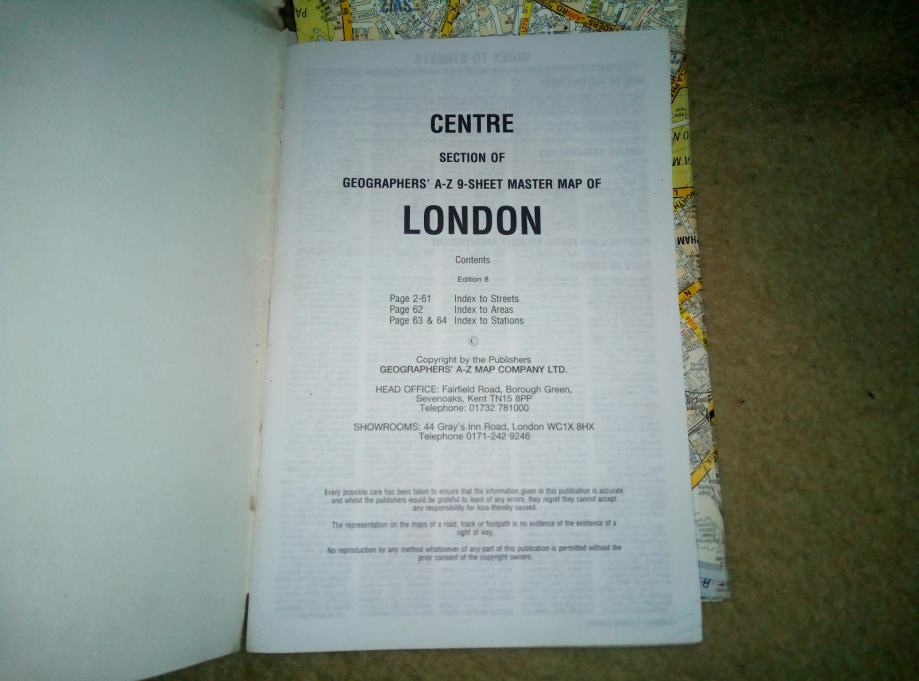 CENTRE
SECTION OF
GEOGRAPHERS' A-Z 9-SHEET MASTER MAP OF
LONDON
Contents
Edition 8
Page 2-61 Index to Streets
Page 62 Index to Areas
Page 63 & 64 Index to Stations
©
Copyright by the Publishers
GEOGRAPHERS' A-Z MAP COMPANY LTD.
HEAD OFFICE: Fairfield Road, Borough Green,
Sevenoaks, Kent TN15 8PP
Telephone: 01732 781000
SHOWROOMS: 44 Gray's Inn Road, London WC1X 8HX
Telephone 0171-242 9246
Every possible care has been taken to ensure that the information given in this publication is accurate
and whilst the publishers would be grateful to learn of any errors, they regret they cannot accept
any responsibility for loss thereby caused.
The representation on the maps of a road, track or footpath is no evidence of the existence of a
right of way.
No reproduction by any method whatsoever of any part of this publication is permitted without the
prior consent of the copyright owners.